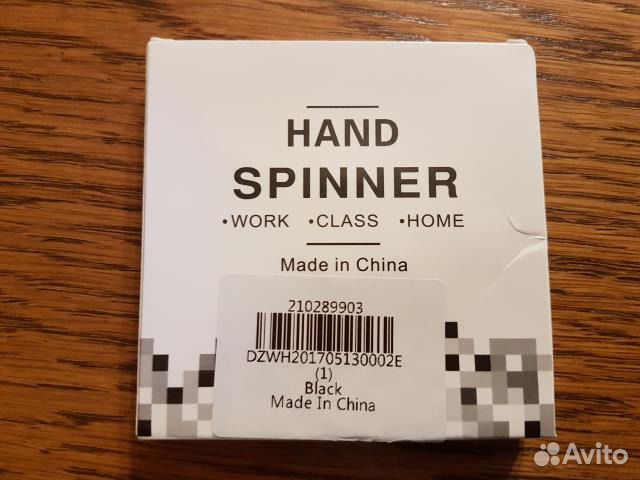 HAND
SPINNER
•WORK •CLASS •HOME
Made in China
210289903
DZWH201705130002E
(1)
Black
Made In China
Avito